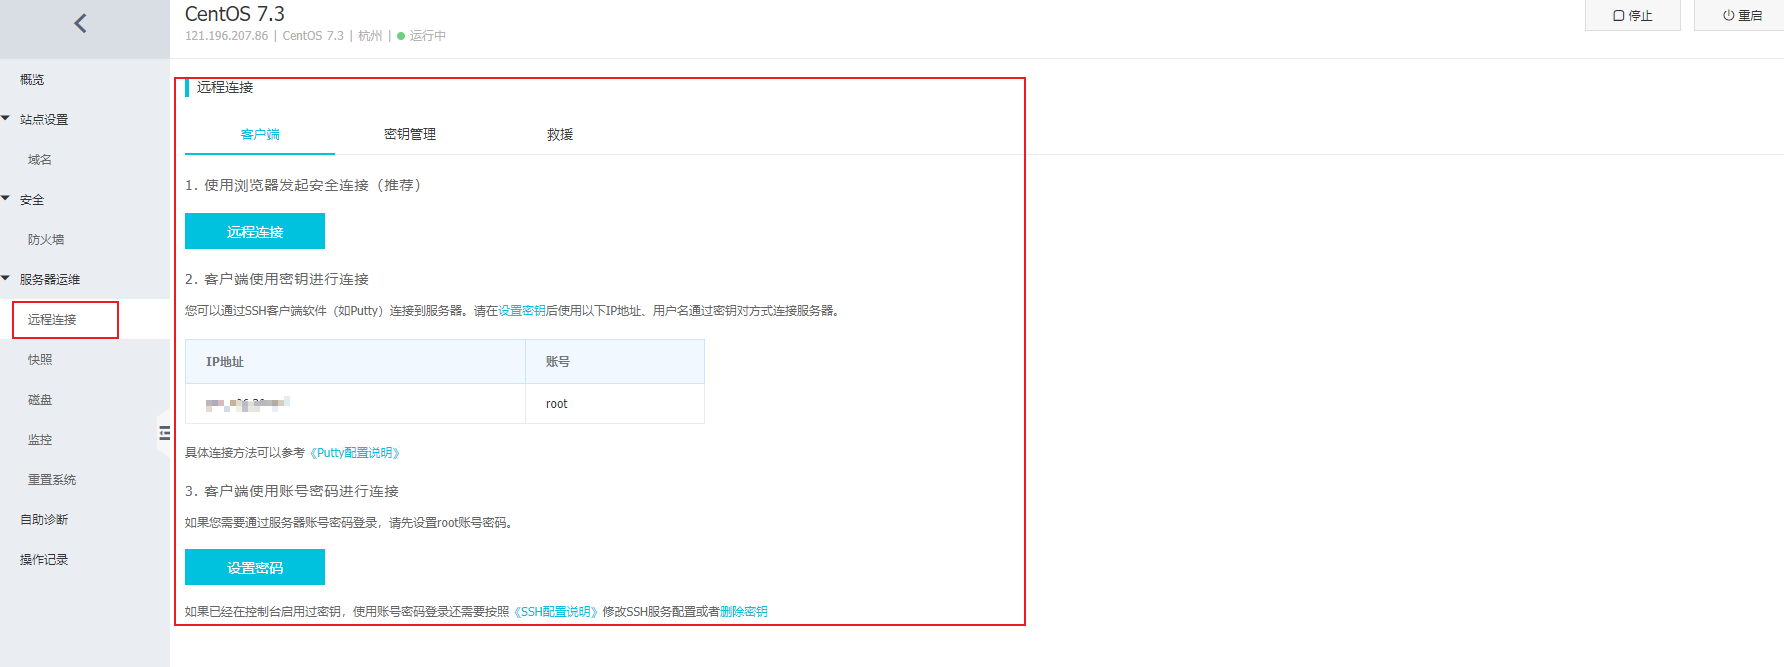 CentOS 7.3
121.196.207.86 | CentOS 7.3 | 杭州 | 运行中
停止
重启
概览
站点设置
域名
安全
防火墙
服务器运维
远程连接
快照
磁盘
监控
重置系统
自助诊断
操作记录
远程连接
客户端 密钥管理 救援
1. 使用浏览器发起安全连接（推荐）
远程连接
2. 客户端使用密钥进行连接
您可以通过SSH客户端软件（如Putty）连接到服务器。请在设置密钥后使用以下IP地址、用户名通过密钥对方式连接服务器。
IP地址 账号
root
具体连接方法可以参考《Putty配置说明》
3. 客户端使用账号密码进行连接
如果您需要通过服务器账号密码登录，请先设置root账号密码。
设置密码
如果已经在控制台启用过密钥，使用账号密码登录还需要按照《SSH配置说明》修改SSH服务配置或者删除密钥